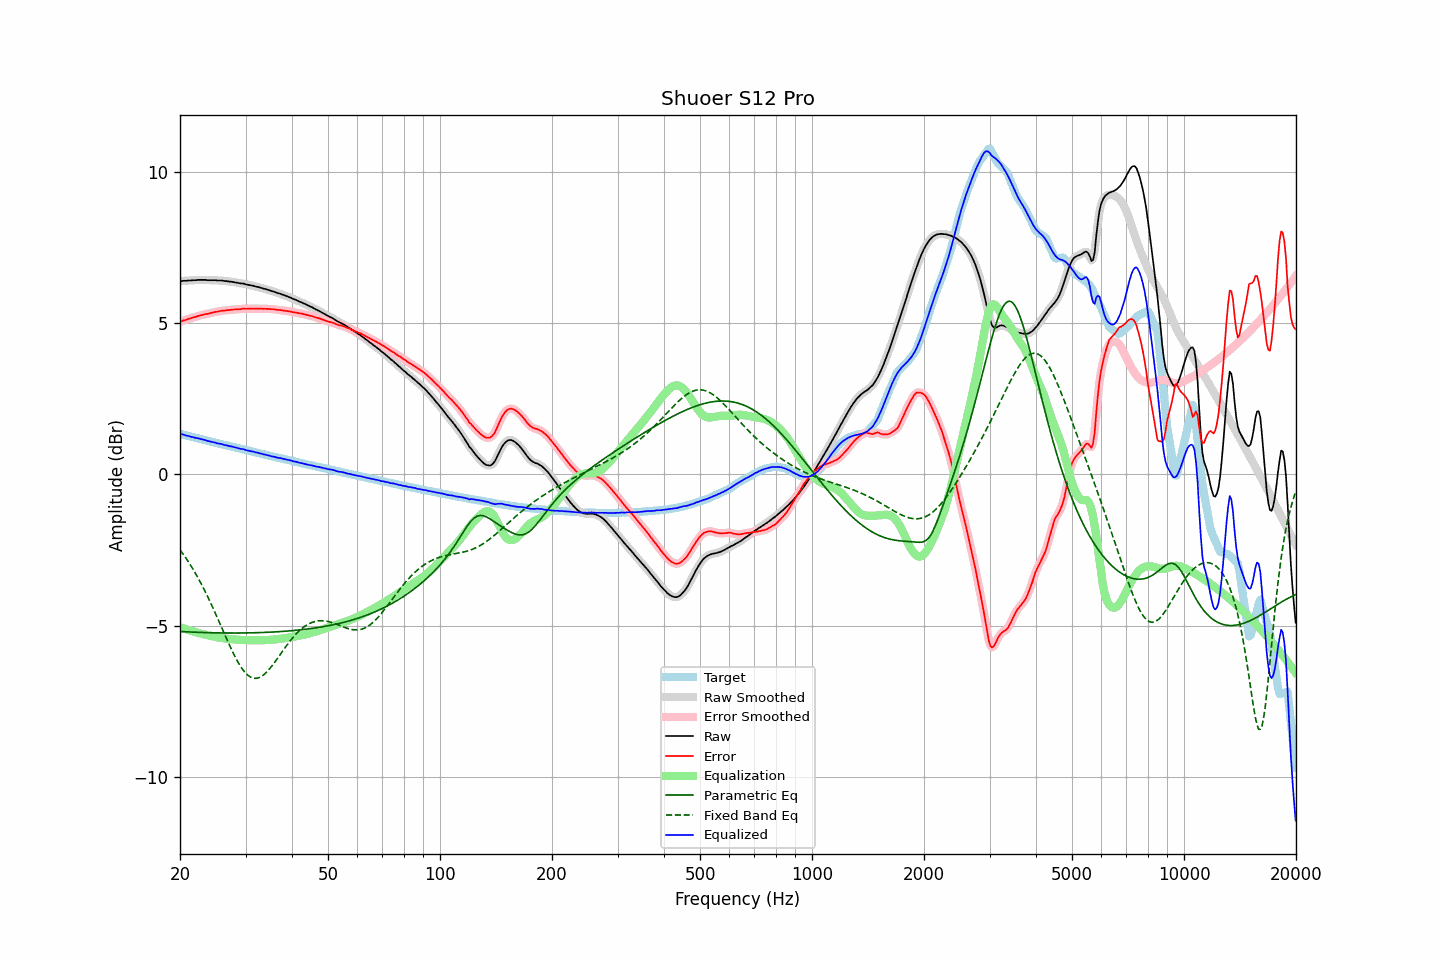 Shuoer S12 Pro
Amplitude (dBr)
10
5
0
−5
−10
Target
Raw Smoothed
Error Smoothed
Raw
Error
Equalization
Parametric Eq
Fixed Band Eq
Equalized
20
50
100
200
500
1000
2000
5000
10000
20000
Frequency (Hz)